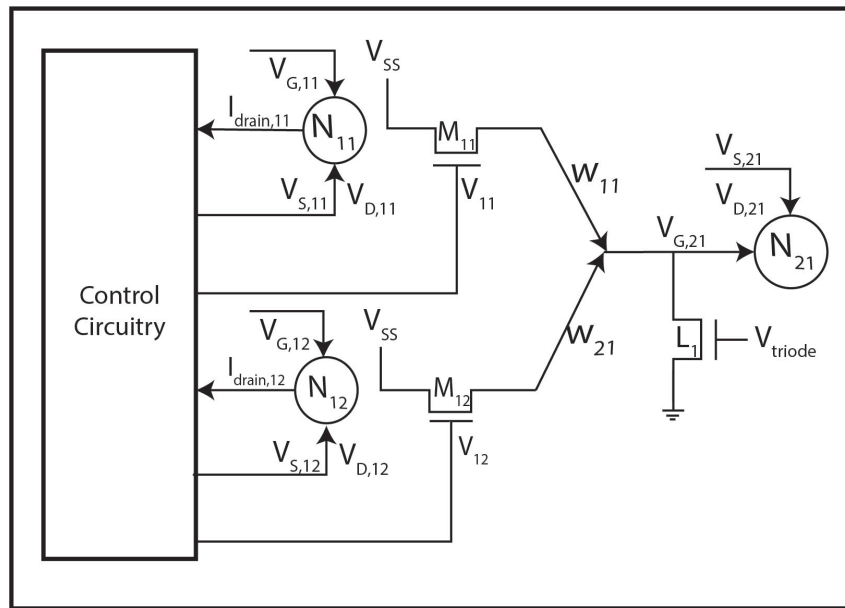 V_G,11
V_SS
I_drain,11
N_11
M_11
V_S,11
V_D,11
V_11
W_11
V_S,21
V_D,21
V_G,21
N_21
Control
Circuitry
V_G,12
V_SS
W_21
L_1
V_triode
I_drain,12
N_12
M_12
V_S,12
V_D,12
V_12